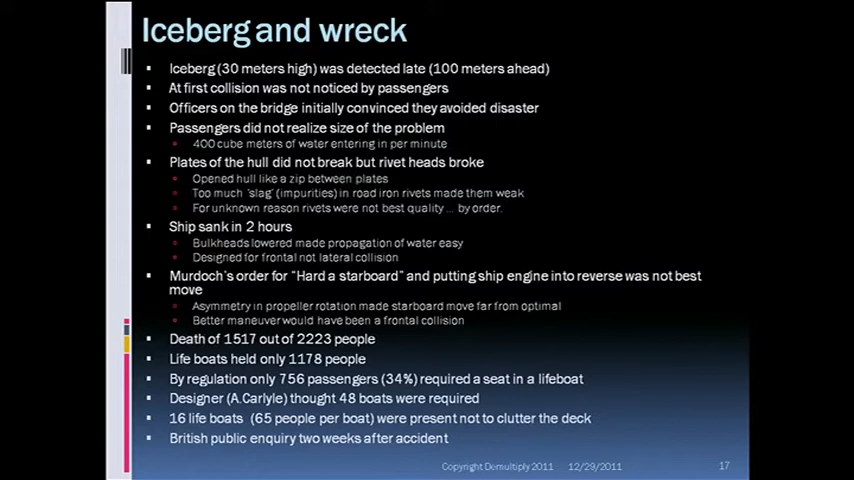 Iceberg and wreck
Iceberg (30 meters high) was detected late (100 meters ahead)
At first collision was not noticed by passengers
Officers on the bridge initially convinced they avoided disaster
Passengers did not realize size of the problem
400 cube meters of water entering in per minute
Plates of the hull did not break but rivet heads broke
Opened hull like a zip between plates
Too much 'slag' (impurities) in road iron rivets made them weak
For unknown reason rivets were not best quality ... by order.
Ship sank in 2 hours
Bulkheads lowered made propagation of water easy
Designed for frontal not lateral collision
Murdoch's order for "Hard a starboard" and putting ship engine into reverse was not best
move
Asymmetry in propeller rotation made starboard move far from optimal
Better maneuver would have been a frontal collision
Death of 1517 out of 2223 people
Life boats held only 1178 people
By regulation only 756 passengers (34%) required a seat in a lifeboat
Designer (A.Carlyle) thought 48 boats were required
16 life boats (65 people per boat) were present not to clutter the deck
British public enquiry two weeks after accident
Copyright Demultiply 2011 12/29/2011 17